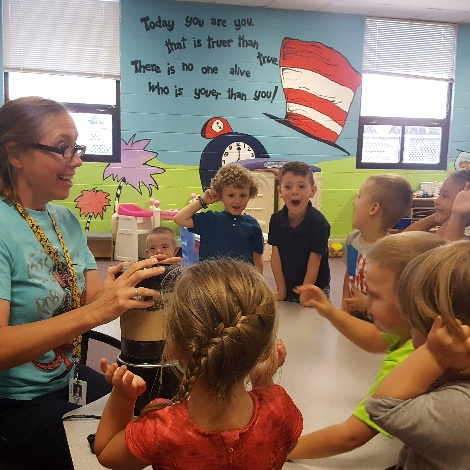 Today you are you,
that is truer than
true.
There is no one alive
who is youer than you!